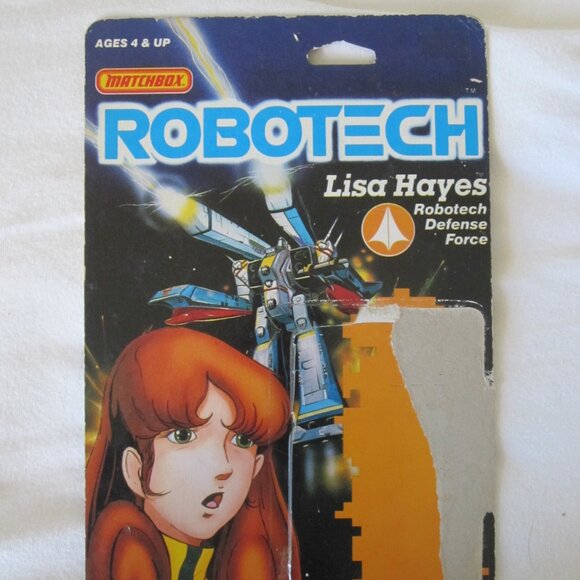 AGES 4 & UP
MATCHBOX
ROBOTECH
TM
Lisa Hayes
Robotech
Defense
Force